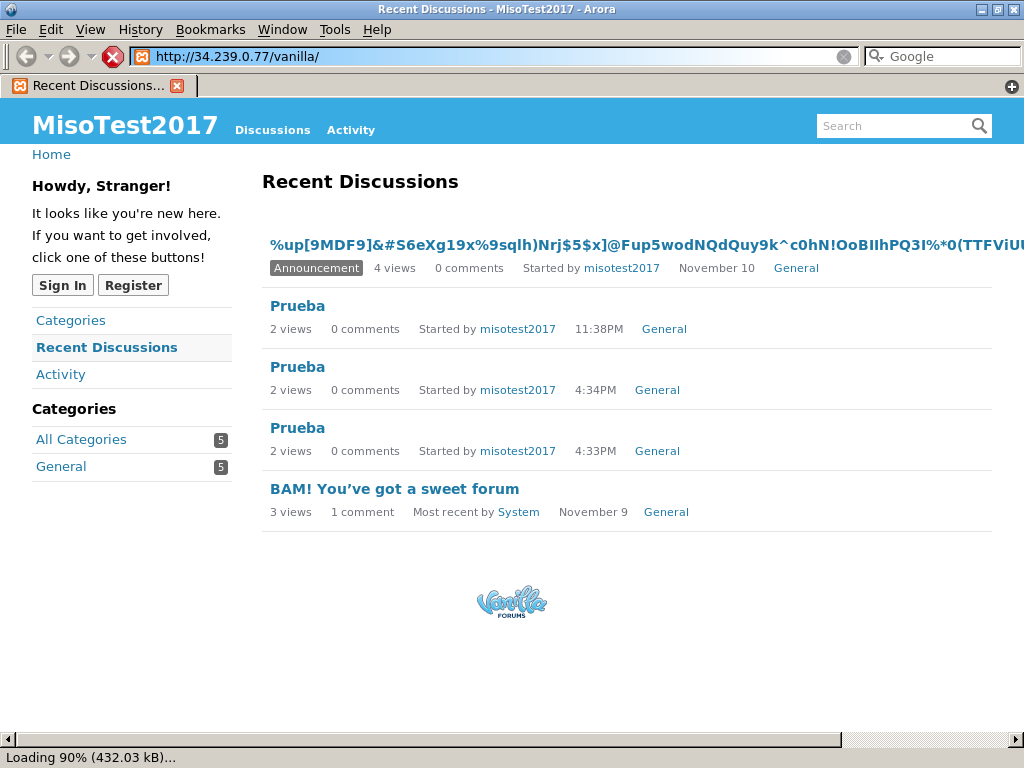 Recent Discussions - MisoTest2017 - Arora
File Edit View History Bookmarks Window Tools Help
http://34.239.0.77/vanilla/
Google
Recent Discussions...
MisoTest2017 Discussions Activity
Search
Home
Howdy, Stranger!
It looks like you're new here.
If you want to get involved,
click one of these buttons!
Sign In Register
Categories
Recent Discussions
Activity
Categories
All Categories 5
General 5
Recent Discussions
%up[9MDF9]&#S6eXg19x%9sqlh)Nrj$5$x]@Fup5wodNQdQuy9k^c0hN!OoBIIhPQ3I%*0(TTFViU
Announcement 4 views 0 comments Started by misotest2017 November 10 General
Prueba
2 views 0 comments Started by misotest2017 11:38PM General
Prueba
2 views 0 comments Started by misotest2017 4:34PM General
Prueba
2 views 0 comments Started by misotest2017 4:33PM General
BAM! You’ve got a sweet forum
3 views 1 comment Most recent by System November 9 General
Vanilla
FORUMS
Loading 90% (432.03 kB)...